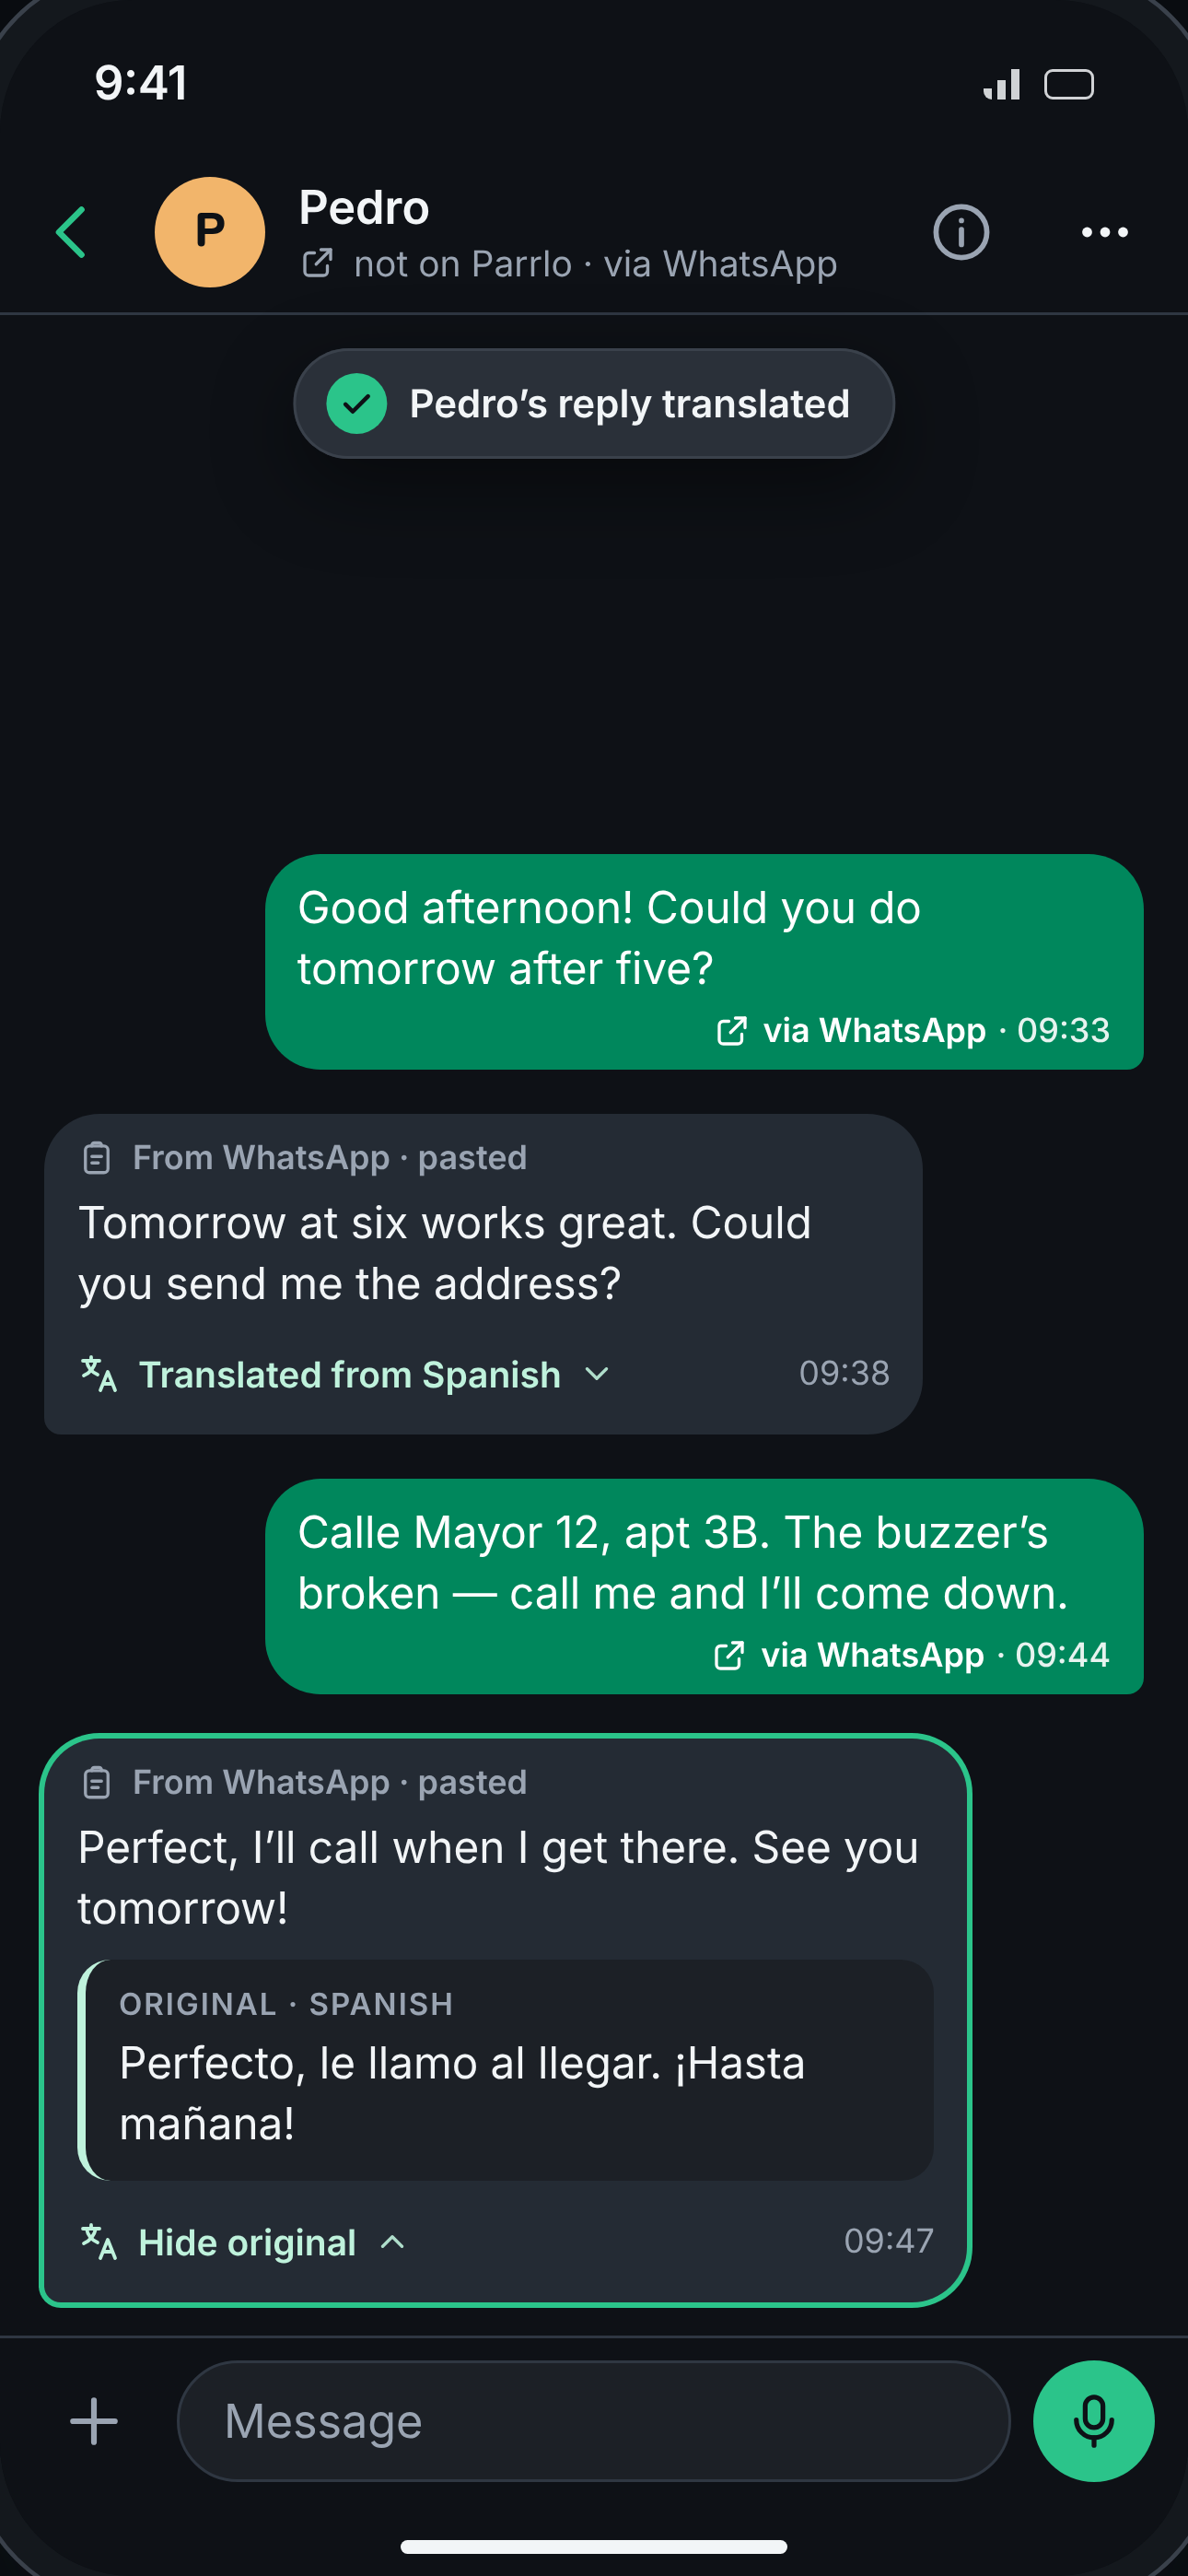 9:41
P
Pedro
not on Parrlo · via WhatsApp
Pedro’s reply translated
Good afternoon! Could you do
tomorrow after five?
via WhatsApp · 09:33
From WhatsApp · pasted
Tomorrow at six works great. Could
you send me the address?
Translated from Spanish
09:38
Calle Mayor 12, apt 3B. The buzzer’s
broken — call me and I’ll come down.
via WhatsApp · 09:44
From WhatsApp · pasted
Perfect, I’ll call when I get there. See you
tomorrow!
ORIGINAL · SPANISH
Perfecto, le llamo al llegar. ¡Hasta
mañana!
Hide original
09:47
Message